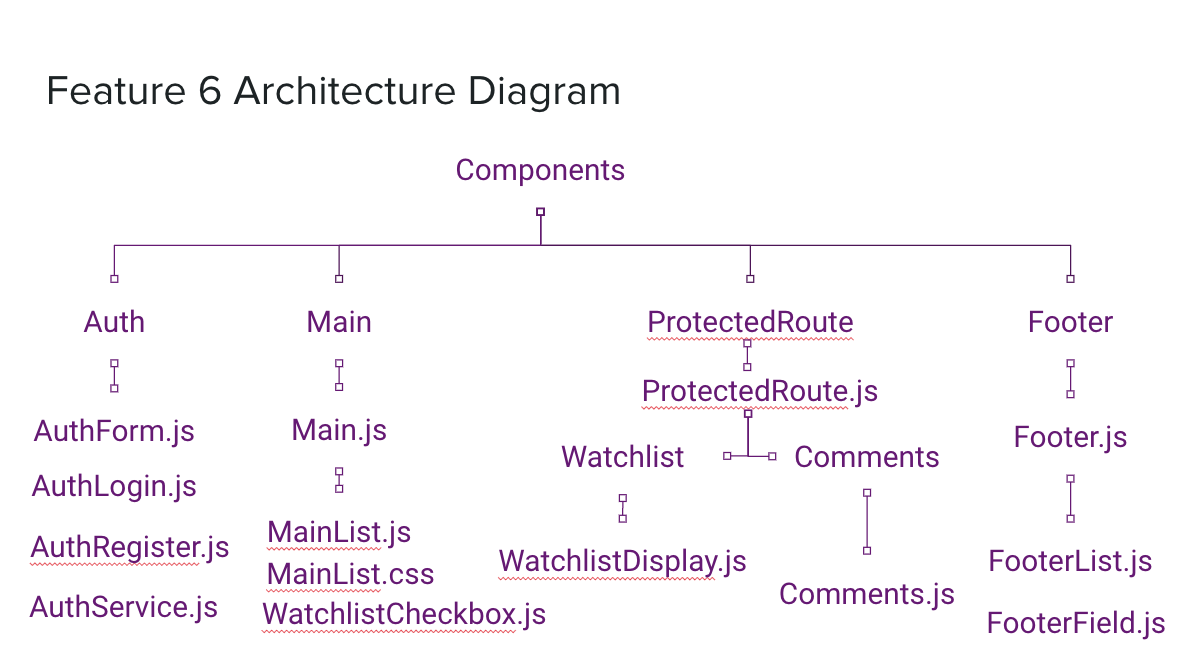 Feature 6 Architecture Diagram
Components
Auth
Main
ProtectedRoute
Footer
ProtectedRoute.js
AuthForm.js
Main.js
Footer.js
Watchlist
Comments
AuthLogin.js
MainList.js
AuthRegister.js
WatchlistDisplay.js
FooterList.js
MainList.css
Comments.js
AuthService.js
WatchlistCheckbox.js
FooterField.js